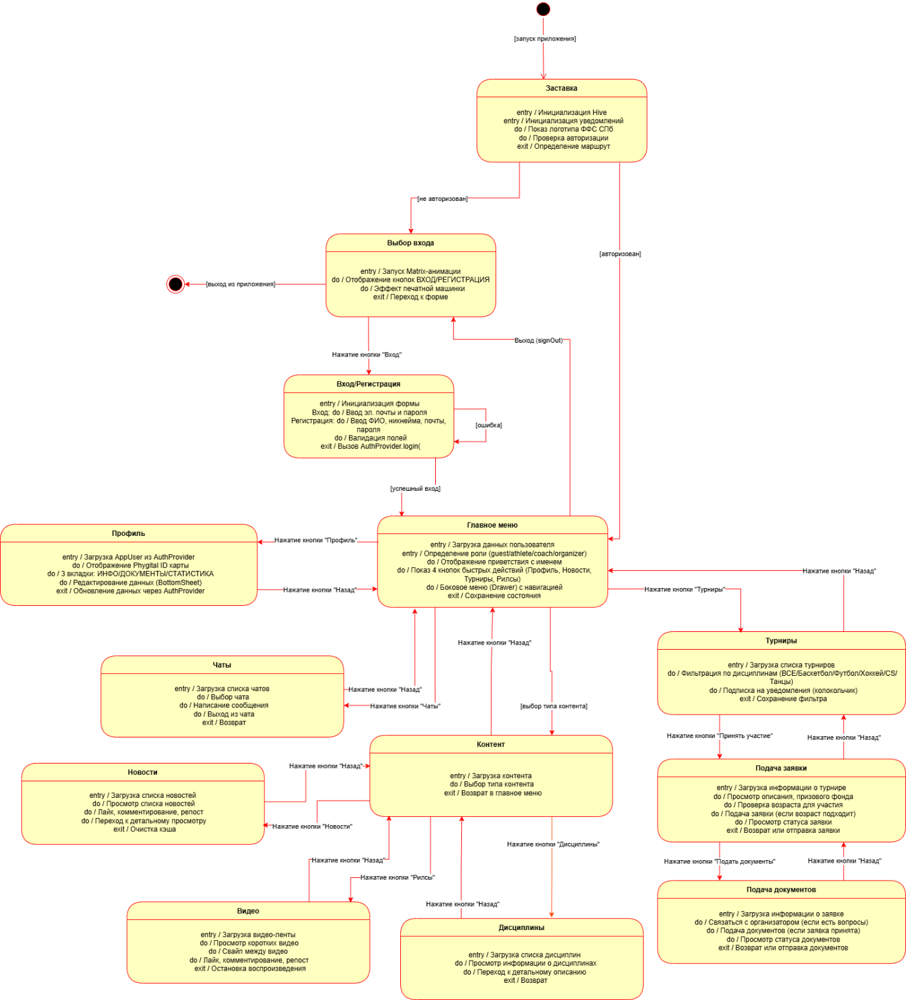 [запуск приложения]
Заставка
entry / Инициализация Hive
entry / Инициализация уведомлений
do / Показ логотипа ФФС СПб
do / Проверка авторизации
exit / Определение маршрут
[не авторизован]
[авторизован]
Выбор входа
entry / Запуск Matrix-анимации
do / Отображение кнопок ВХОД/РЕГИСТРАЦИЯ
do / Эффект печатной машинки
exit / Переход к форме
[выход из приложения]
Выход (signOut)
Нажатие кнопки "Вход"
Вход/Регистрация
entry / Инициализация формы
Вход: do / Ввод эл. почты и пароля
Регистрация: do / Ввод ФИО, никнейма, почты,
пароля
do / Валидация полей
exit / Вызов AuthProvider.login(
[ошибка]
[успешный вход]
Главное меню
entry / Загрузка данных пользователя
entry / Определение роли (guest/athlete/coach/organizer)
do / Отображение приветствия с именем
do / Показ 4 кнопок быстрых действий (Профиль, Новости,
Турниры, Рилсы)
do / Боковое меню (Drawer) с навигацией
exit / Сохранение состояния
Профиль
entry / Загрузка AppUser из AuthProvider
do / Отображение Phygital ID карты
do / 3 вкладки: ИНФО/ДОКУМЕНТЫ/СТАТИСТИКА
do / Редактирование данных (BottomSheet)
exit / Обновление данных через AuthProvider
Нажатие кнопки "Профиль"
Нажатие кнопки "Назад"
Нажатие кнопки "Назад"
Нажатие кнопки "Турниры"
Турниры
entry / Загрузка списка турниров
do / Фильтрация по дисциплинам (ВСЕ/Баскетбол/Футбол/Хоккей/CS/
Танцы)
do / Подписка на уведомления (колокольчик)
exit / Сохранение фильтра
Нажатие кнопки "Назад"
Чаты
entry / Загрузка списка чатов
do / Выбор чата
do / Написание сообщения
do / Выход из чата
exit / Возврат
Нажатие кнопки "Назад"
Нажатие кнопки "Чаты"
[выбор типа контента]
Нажатие кнопки "Принять участие"
Нажатие кнопки "Назад"
Контент
entry / Загрузка контента
do / Выбор типа контента
exit / Возврат в главное меню
Новости
entry / Загрузка списка новостей
do / Просмотр списка новостей
do / Лайк, комментирование, репост
do / Переход к детальному просмотру
exit / Очистка кэша
Нажатие кнопки "Назад"
Нажатие кнопки "Новости"
Подача заявки
entry / Загрузка информации о турнире
do / Просмотр описания, призового фонда
do / Проверка возраста для участия
do / Подача заявки (если возраст подходит)
do / Просмотр статуса заявки
exit / Возврат или отправка заявки
Нажатие кнопки "Дисциплины"
Нажатие кнопки "Назад"
Нажатие кнопки "Рилсы"
Нажатие кнопки "Подать документы"
Нажатие кнопки "Назад"
Видео
entry / Загрузка видео-ленты
do / Просмотр коротких видео
do / Свайп между видео
do / Лайк, комментирование, репост
exit / Остановка воспроизведения
Нажатие кнопки "Назад"
Дисциплины
entry / Загрузка списка дисциплин
do / Просмотр информации о дисциплинах
do / Переход к детальному описанию
exit / Возврат
Подача документов
entry / Загрузка информации о заявке
do / Связаться с организатором (если есть вопросы)
do / Подача документов (если заявка принята)
do / Просмотр статуса документов
exit / Возврат или отправка документов